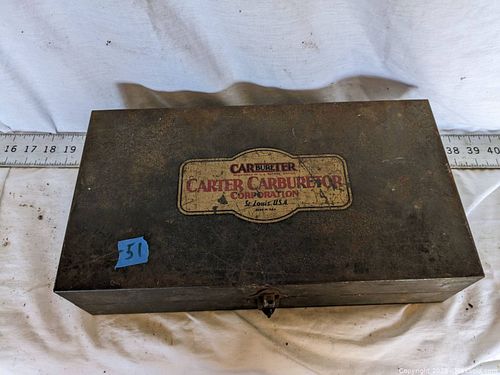 16 17 18 19
38 39 40
CARBURETER
CARTER CARBURETOR
CORPORATION
St. Louis, U.S.A.
51